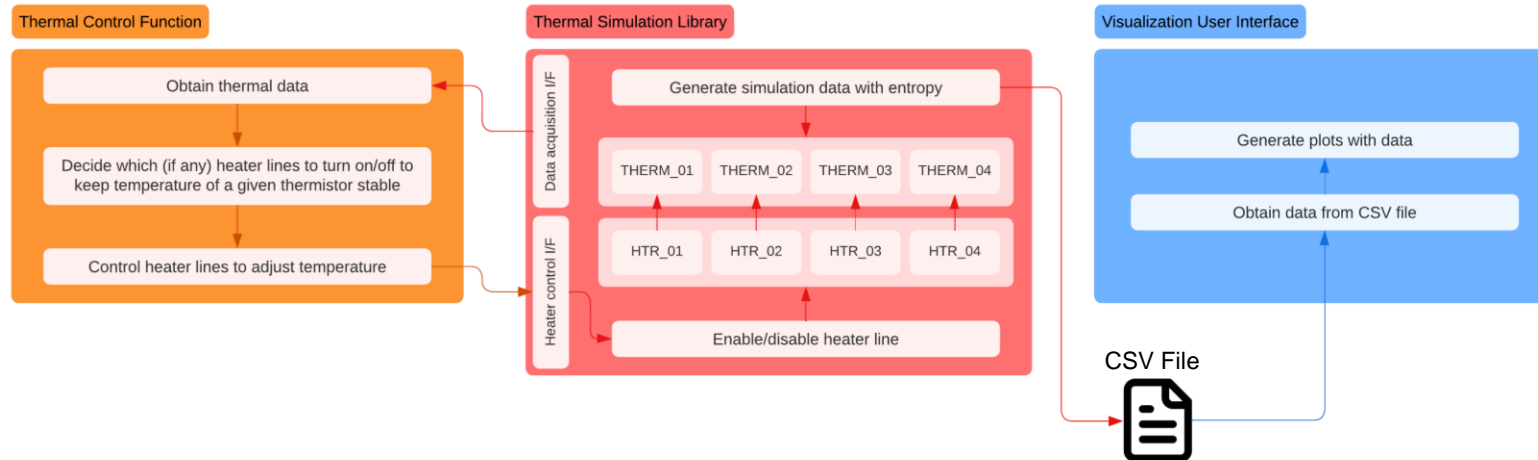 Thermal Control Function
Obtain thermal data
Decide which (if any) heater lines to turn on/off to
keep temperature of a given thermistor stable
Control heater lines to adjust temperature
Thermal Simulation Library
Data acquisition I/F
Heater control I/F
Generate simulation data with entropy
THERM_01
THERM_02
THERM_03
THERM_04
HTR_01
HTR_02
HTR_03
HTR_04
Enable/disable heater line
Visualization User Interface
Generate plots with data
Obtain data from CSV file
CSV File